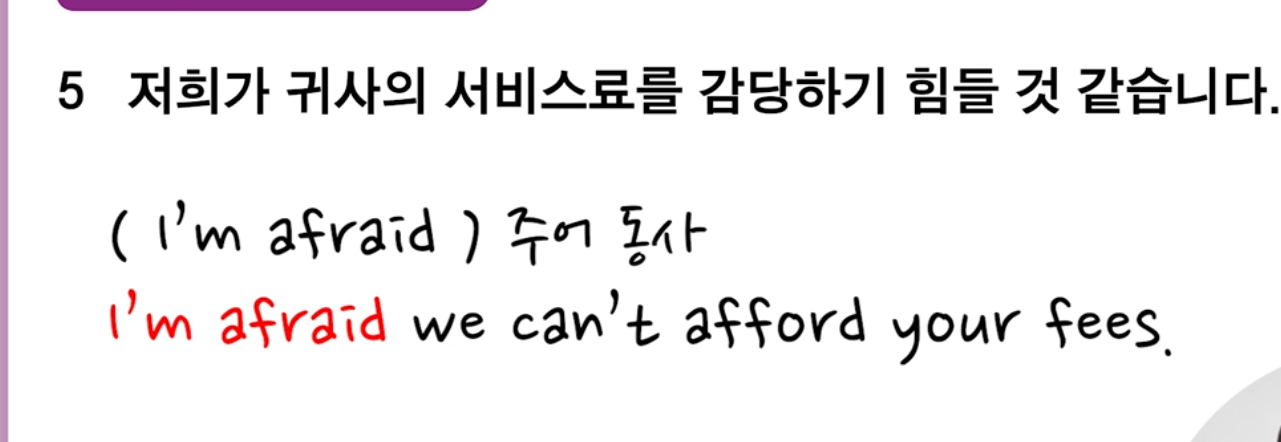 5 저희가 귀사의 서비스료를 감당하기 힘들 것 같습니다.
( I'm afraid ) 주어 동사
I'm afraid we can't afford your fees.